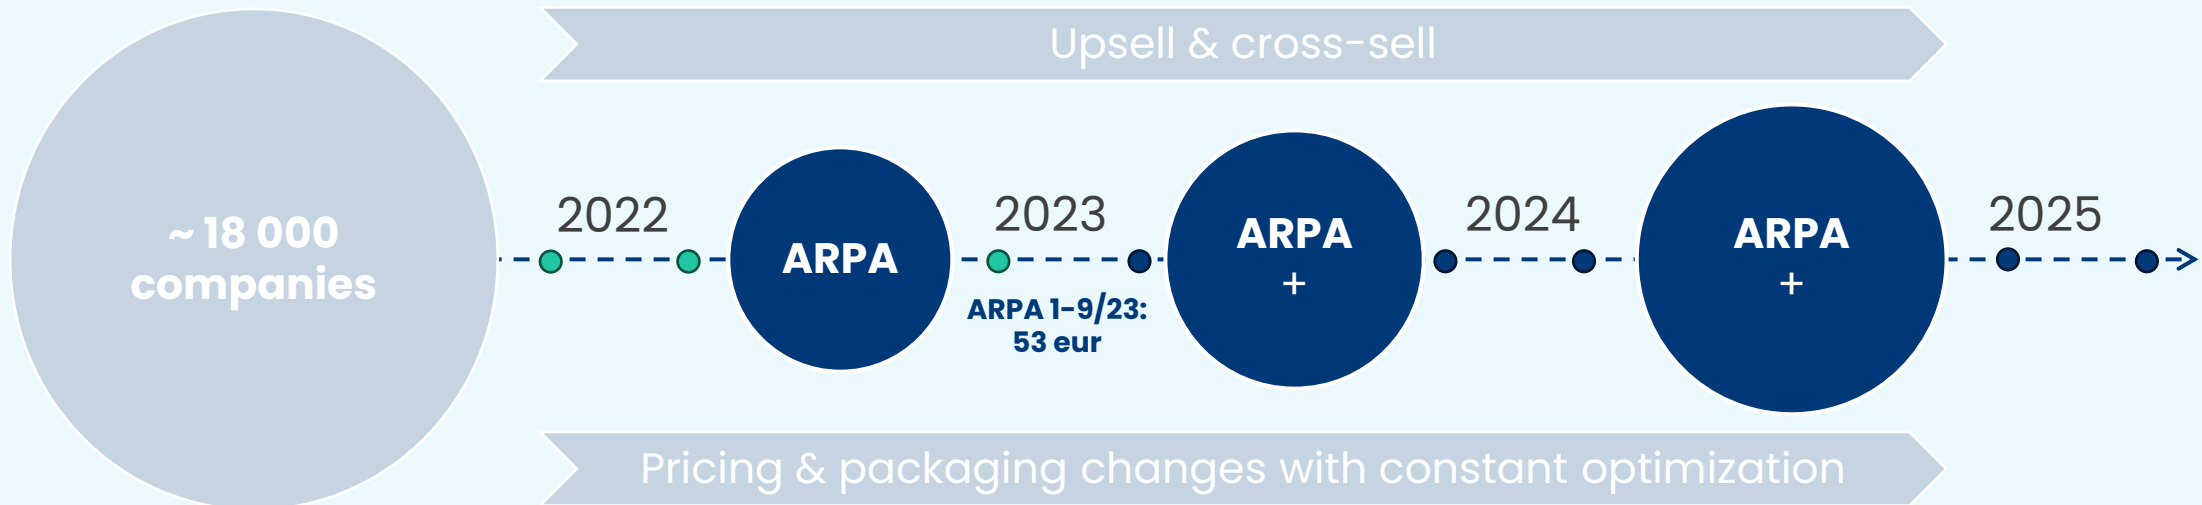 Upsell & cross-sell
~ 18 000
companies
2022
ARPA
2023
ARPA 1-9/23:
53 eur
ARPA
+
2024
ARPA
+
2025
Pricing & packaging changes with constant optimization